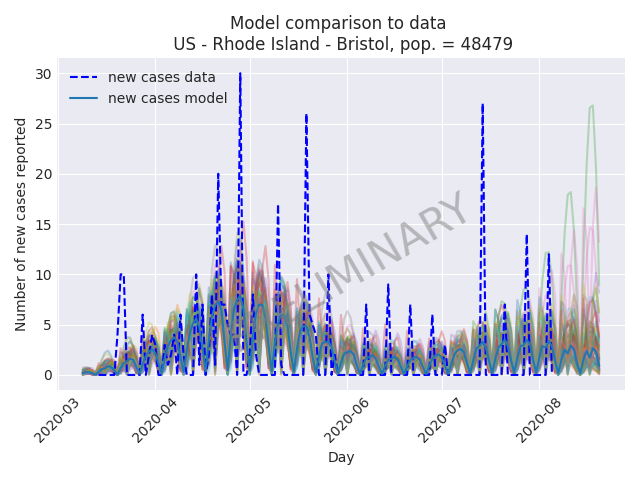 Model comparison to data
US - Rhode Island - Bristol, pop. = 48479
new cases data
new cases model
Number of new cases reported
30
25
20
15
10
5
0
2020-03
2020-04
2020-05
2020-06
2020-07
2020-08
Day